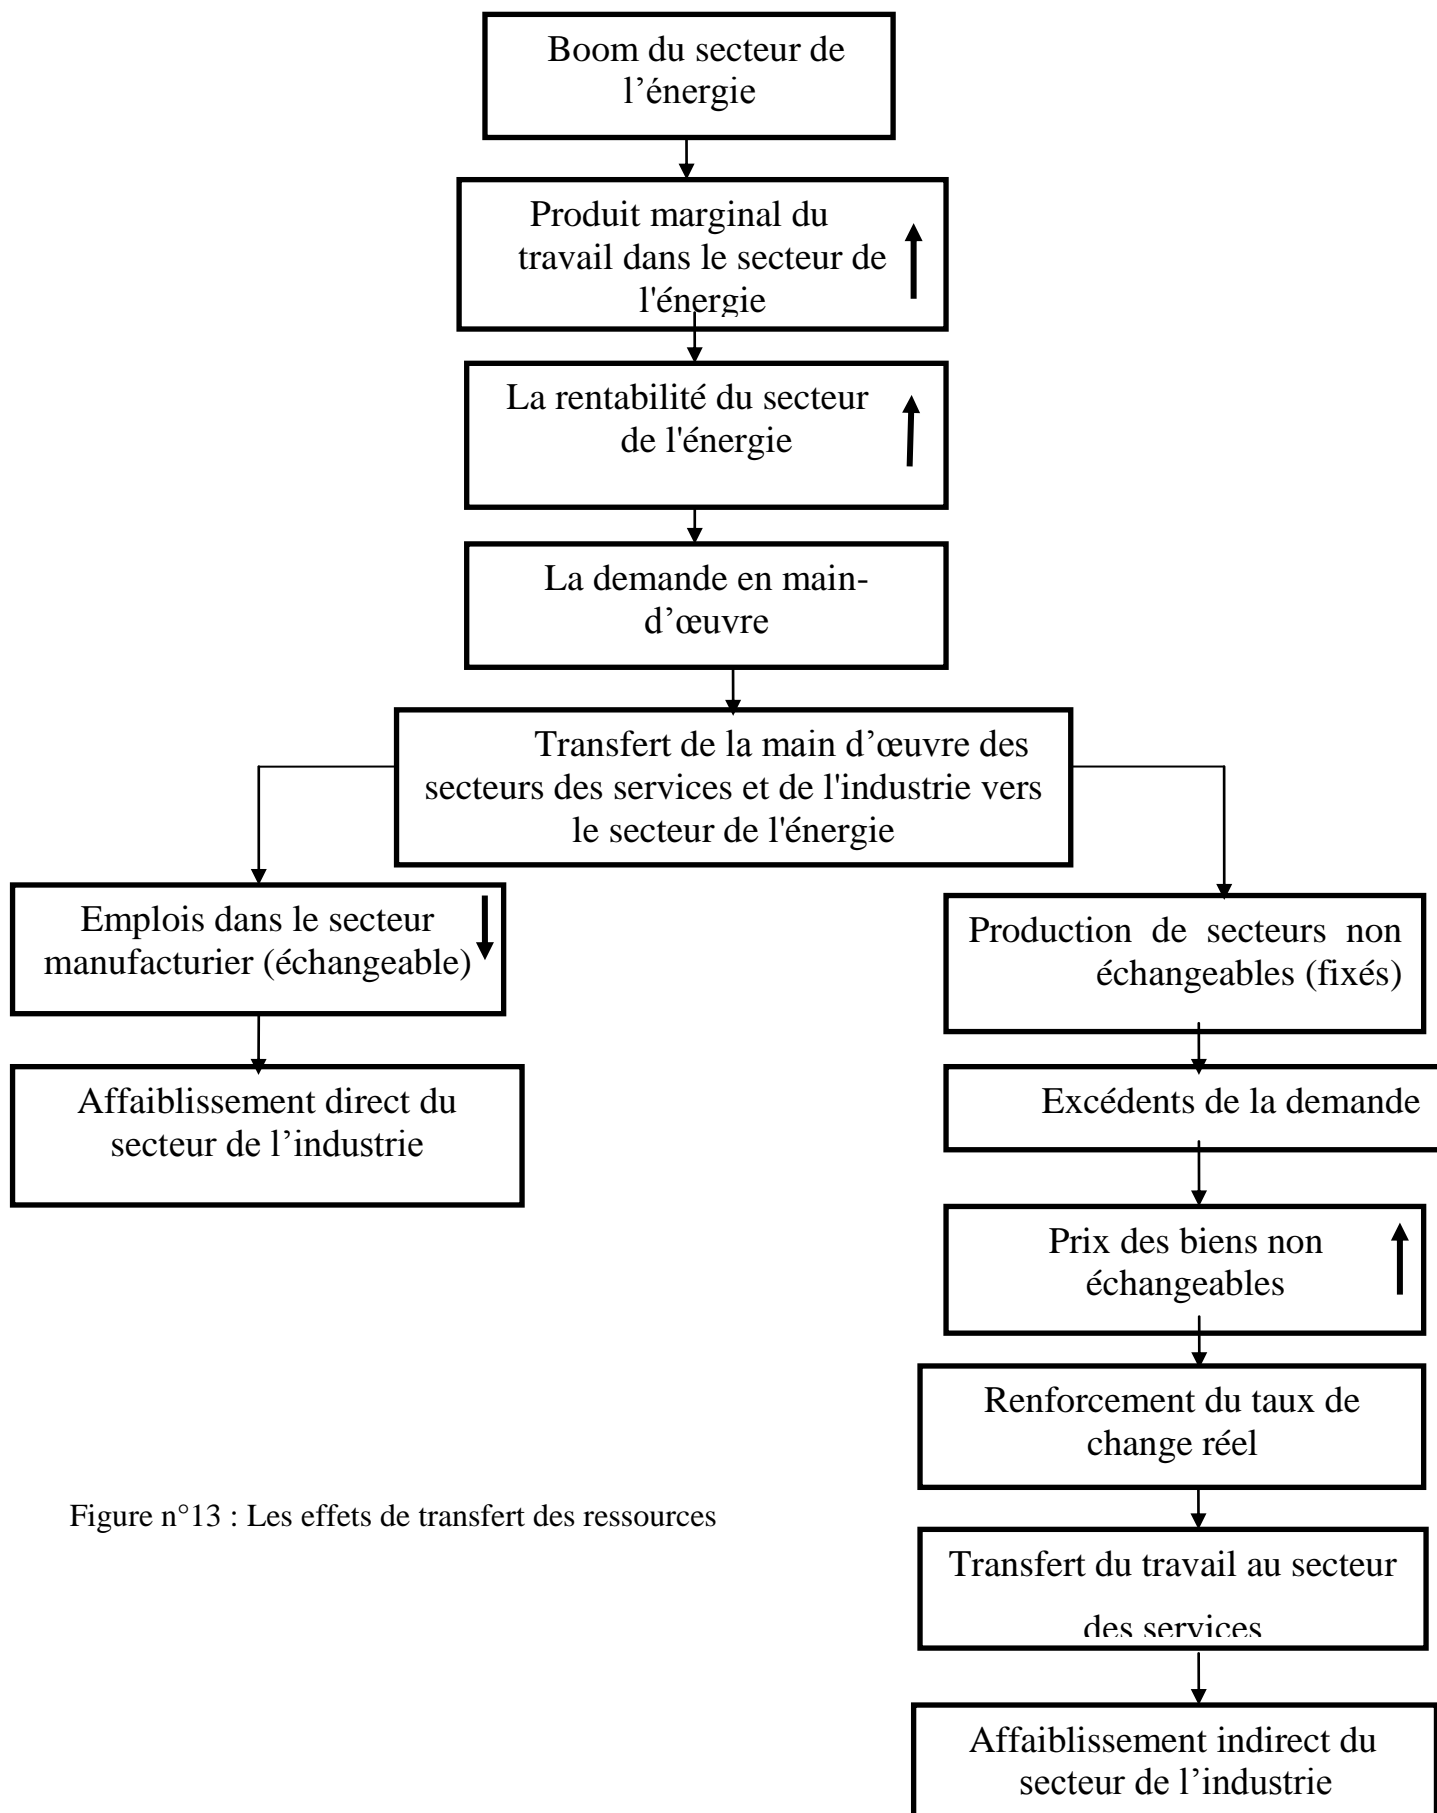 Boom du secteur de
l’énergie
Produit marginal du
travail dans le secteur de
l'énergie
La rentabilité du secteur
de l'énergie
La demande en main-
d’œuvre
Transfert de la main d’œuvre des
secteurs des services et de l'industrie vers
le secteur de l'énergie
Emplois dans le secteur
manufacturier (échangeable)
Affaiblissement direct du
secteur de l’industrie
Production de secteurs non
échangeables (fixés)
Excédents de la demande
Prix des biens non
échangeables
Renforcement du taux de
change réel
Transfert du travail au secteur
des services
Affaiblissement indirect du
secteur de l’industrie
Figure n°13 : Les effets de transfert des ressources